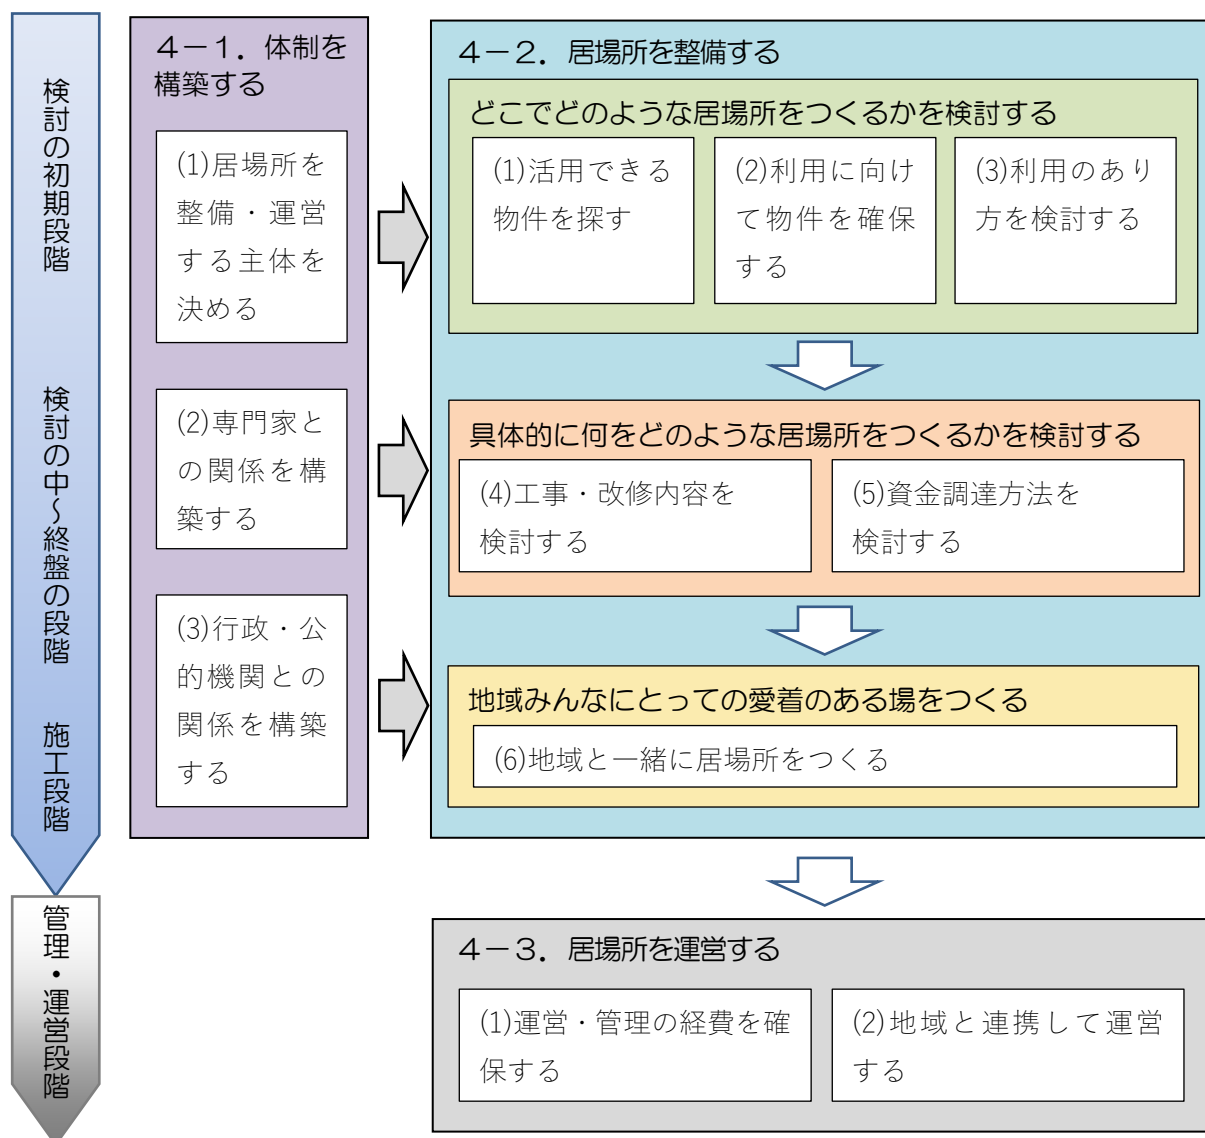 検討の初期段階
検討の中～終盤の段階
施工段階
管理・運営段階
４－１．体制を
構築する
(1)居場所を
整備・運営
する主体を
決める
(2)専門家と
の関係を構
築する
(3)行政・公
的機関との
関係を構築
する
４－２．居場所を整備する
どこでどのような居場所をつくるかを検討する
(1)活用できる
物件を探す
(2)利用に向け
て物件を確保
する
(3)利用のあり
方を検討する
具体的に何をどのような居場所をつくるかを検討する
(4)工事・改修内容を
検討する
(5)資金調達方法を
検討する
地域みんなにとっての愛着のある場をつくる
(6)地域と一緒に居場所をつくる
４－３．居場所を運営する
(1)運営・管理の経費を確
保する
(2)地域と連携して運営
する